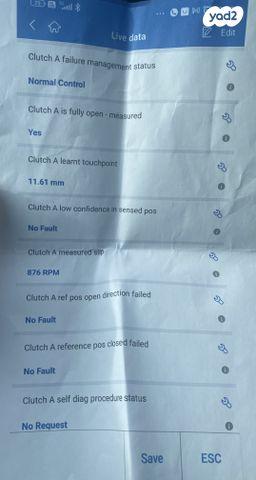 yad2
Live data
Edit
Clutch A failure management status
Normal Control
Clutch A is fully open - measured
Yes
Clutch A learnt touchpoint
11.61 mm
Clutch A low confidence in sensed pos
No Fault
Clutch A measured slip
876 RPM
Clutch A ref pos open direction failed
No Fault
Clutch A reference pos closed failed
No Fault
Clutch A self diag procedure status
No Request
Save
ESC